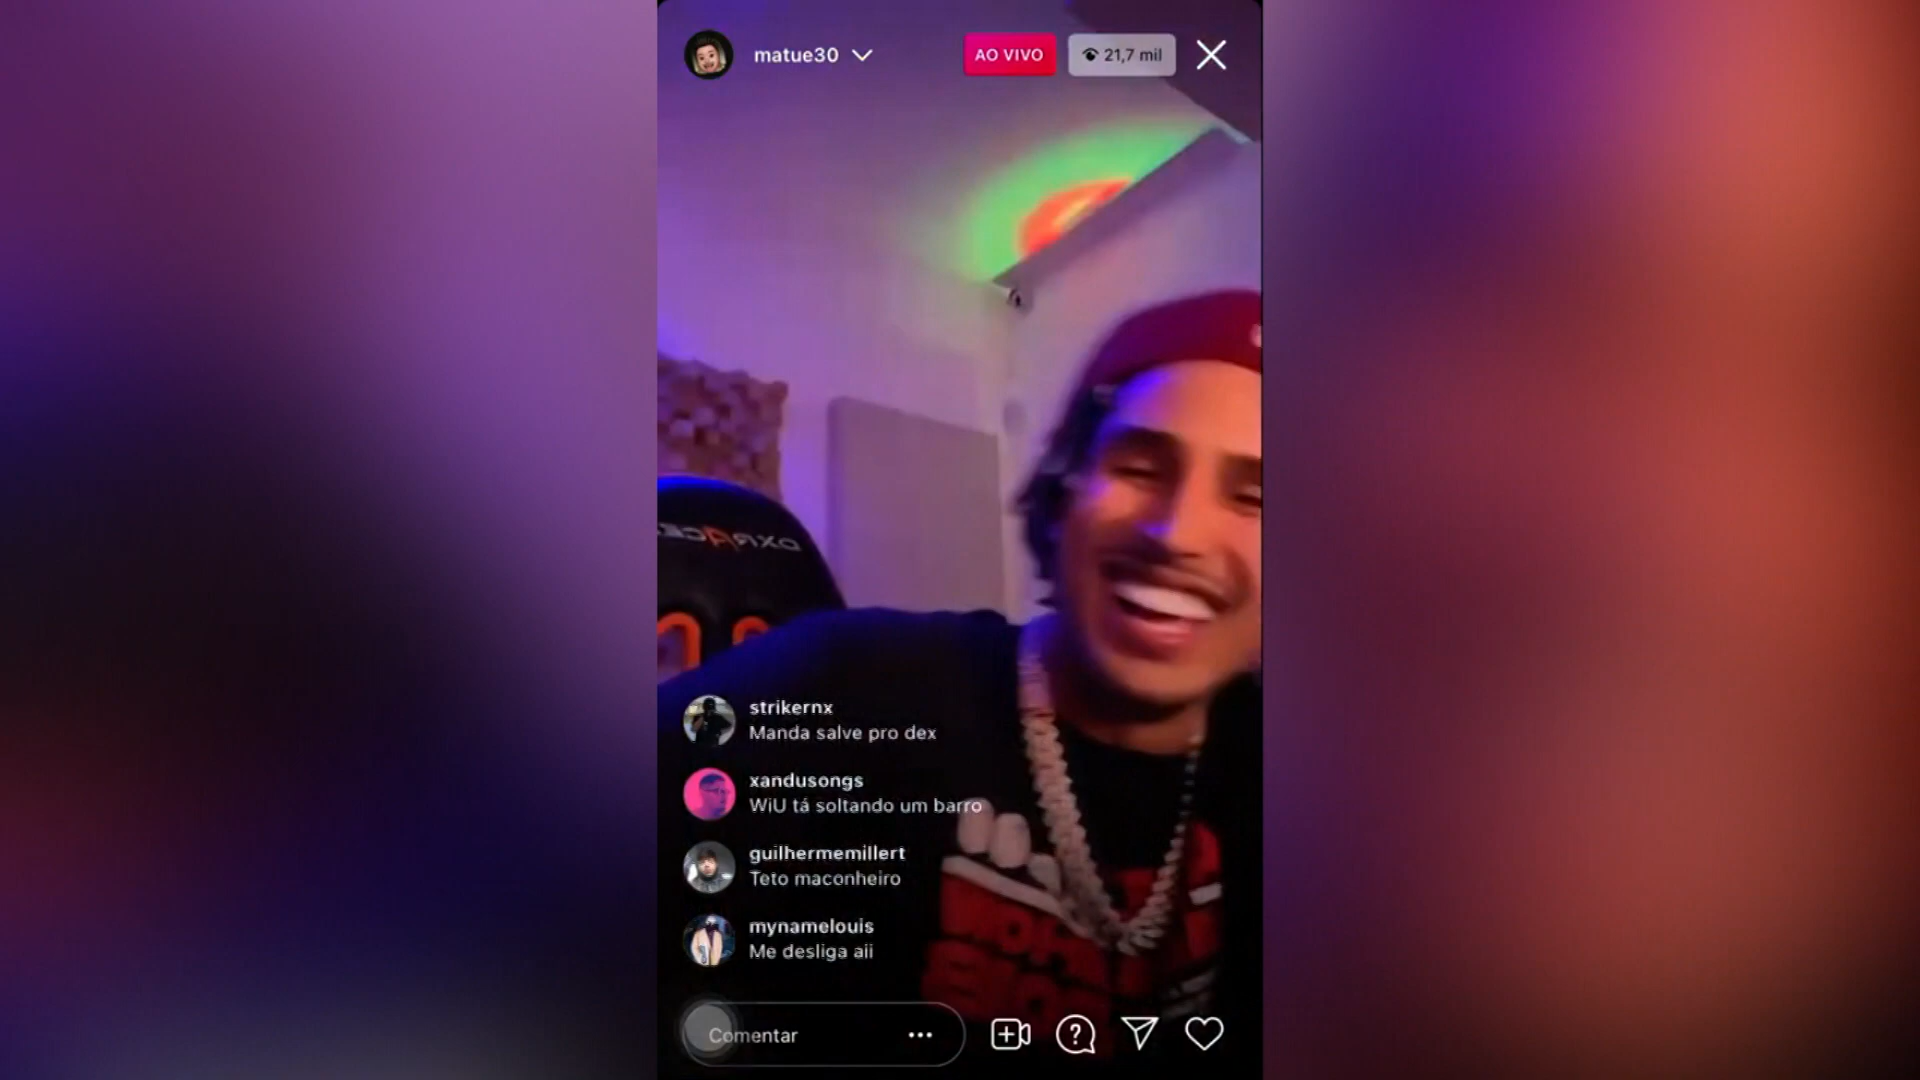 matue30
AO VIVO
21,7 mil
DXRACE
strikernx
Manda salve pro dex
xandusongs
WiU tá soltando um barro
guilhermemillert
Teto maconheiro
mynamelouis
Me desliga aii
Comentar